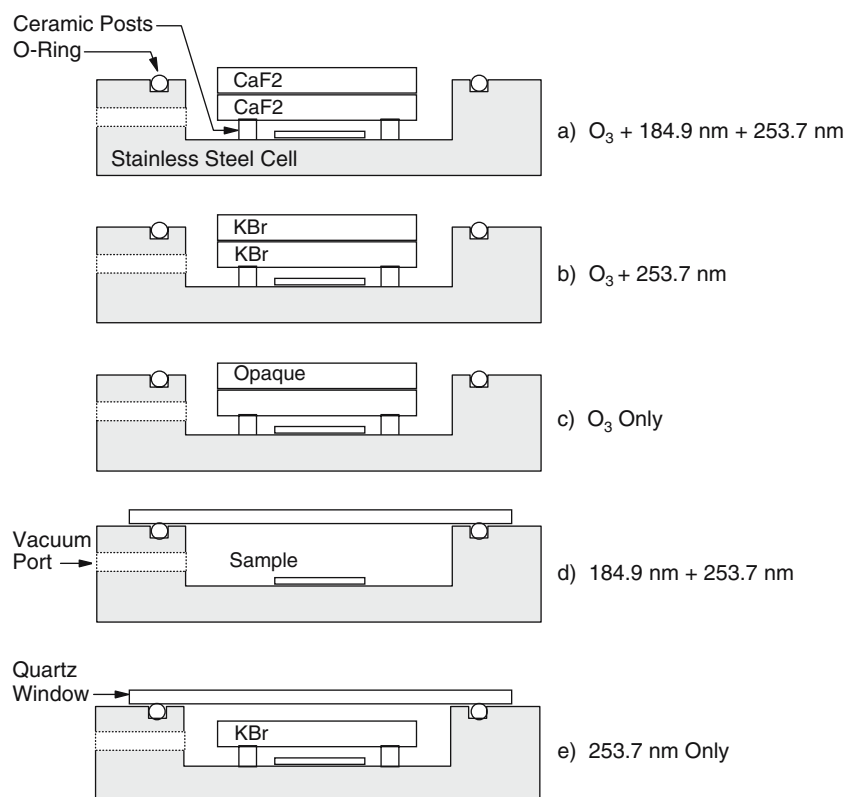 Ceramic Posts
O-Ring
CaF2
CaF2
Stainless Steel Cell
a) O₃ + 184.9 nm + 253.7 nm
KBr
KBr
b) O₃ + 253.7 nm
Opaque
c) O₃ Only
Vacuum
Port
Sample
d) 184.9 nm + 253.7 nm
Quartz
Window
KBr
e) 253.7 nm Only